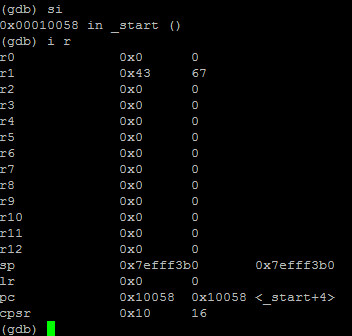 (gdb) si
0x00010058 in _start ()
(gdb) i r
r0 0x0 0
r1 0x43 67
r2 0x0 0
r3 0x0 0
r4 0x0 0
r5 0x0 0
r6 0x0 0
r7 0x0 0
r8 0x0 0
r9 0x0 0
r10 0x0 0
r11 0x0 0
r12 0x0 0
sp 0x7efff3b0 0x7efff3b0
lr 0x0 0
pc 0x10058 0x10058 <_start+4>
cpsr 0x10 16
(gdb)